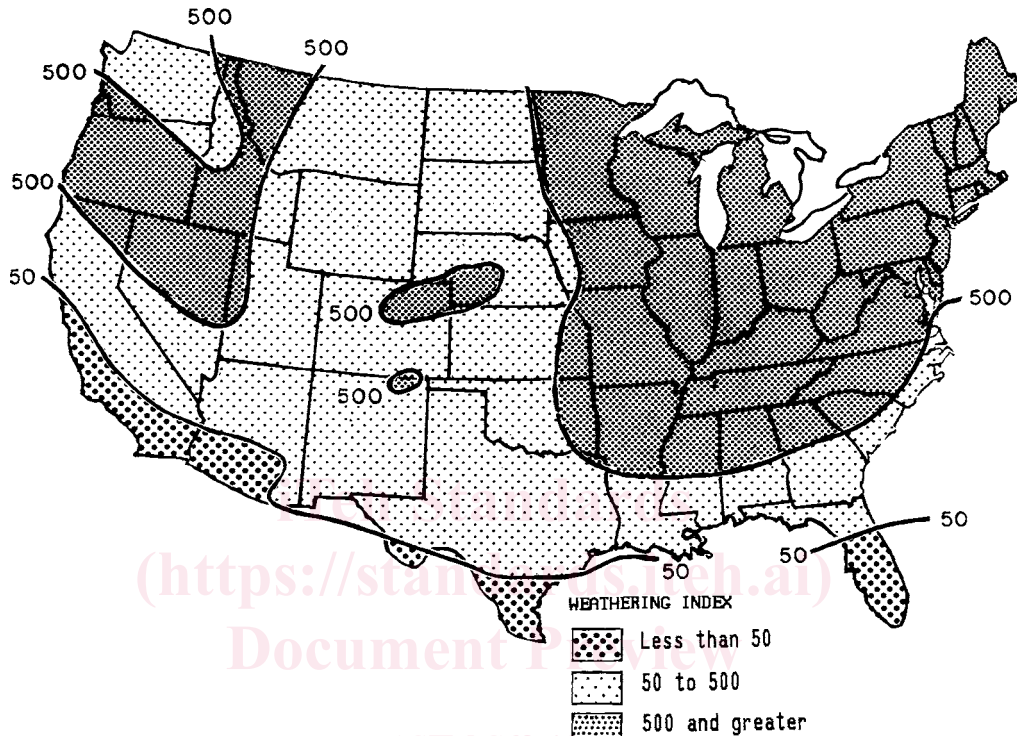 500
500
500
500
50
500
500
500
50
50
50
iTeh Standards
(https://standards.iteh.ai)
Document Preview
WEATHERING INDEX
Less than 50
50 to 500
500 and greater